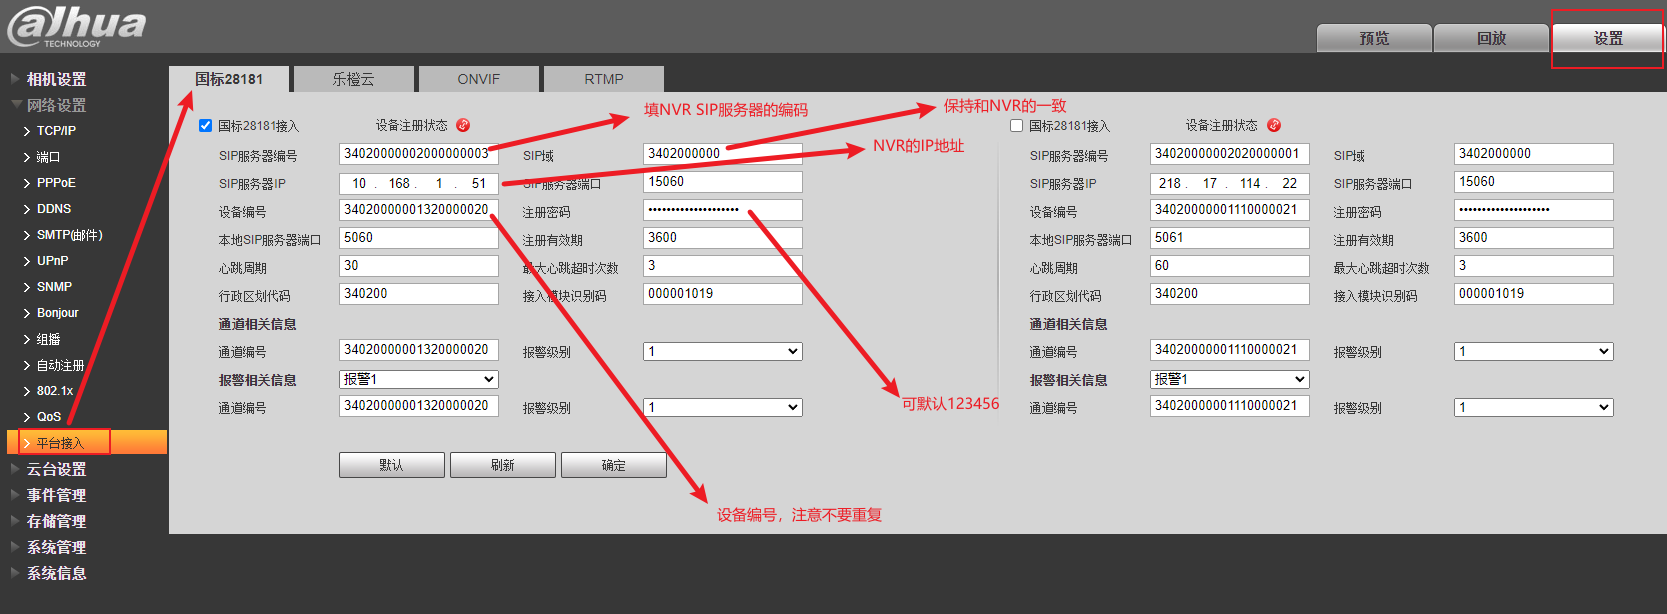 alhua
TECHNOLOGY
预览
回放
设置
相机设置
网络设置
TCP/IP
端口
PPPoE
DDNS
SMTP(邮件)
UPnP
SNMP
Bonjour
组播
自动注册
802.1x
QoS
平台接入
云台设置
事件管理
存储管理
系统管理
系统信息
国标28181
乐橙云
ONVIF
RTMP
国标28181接入 设备注册状态
填NVR SIP服务器的编码
保持和NVR的一致
NVR的IP地址
SIP服务器编号 34020000002000000003 SIP域 3402000000
SIP服务器IP 10 . 168 . 1 . 51 SIP服务器端口 15060
设备编号 34020000001320000020 注册密码 ••••••••••••••••••••
本地SIP服务器端口 5060 注册有效期 3600
心跳周期 30 最大心跳超时次数 3
行政区划代码 340200 接入模块识别码 000001019
通道相关信息
通道编号 34020000001320000020 报警级别 1
报警相关信息 报警1
通道编号 34020000001320000020 报警级别 1
可默认123456
默认 刷新 确定
设备编号，注意不要重复
国标28181接入 设备注册状态
SIP服务器编号 34020000002020000001 SIP域 3402000000
SIP服务器IP 218 . 17 . 114 . 22 SIP服务器端口 15060
设备编号 34020000001110000021 注册密码 ••••••••••••••••••••
本地SIP服务器端口 5061 注册有效期 3600
心跳周期 60 最大心跳超时次数 3
行政区划代码 340200 接入模块识别码 000001019
通道相关信息
通道编号 34020000001110000021 报警级别 1
报警相关信息 报警1
通道编号 34020000001110000021 报警级别 1